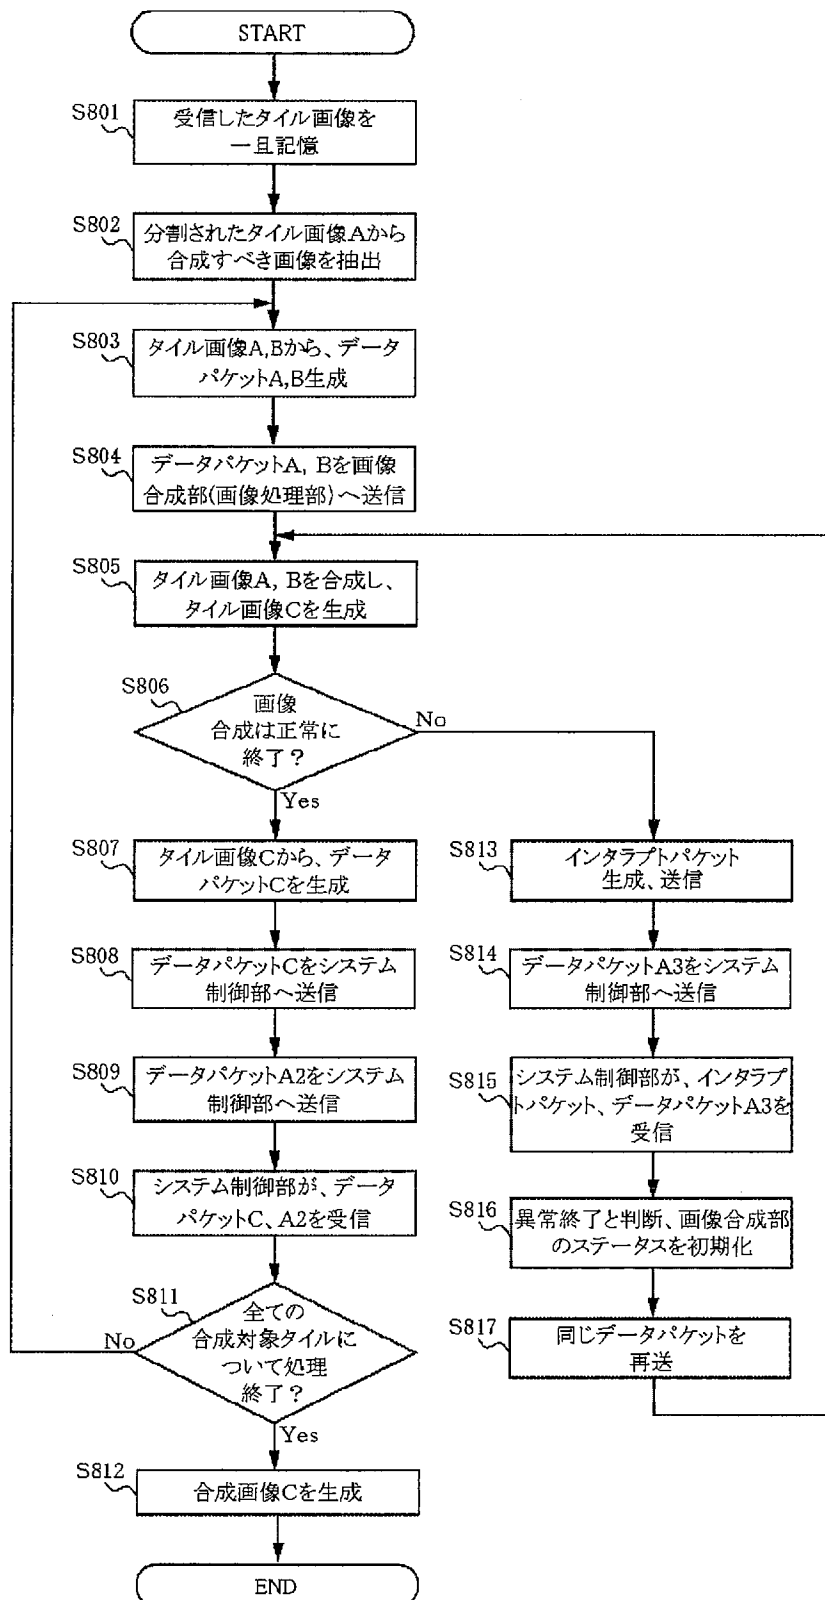 START
S801
受信したタイル画像を
一旦記憶
S802
分割されたタイル画像Aから
合成すべき画像を抽出
S803
タイル画像A,Bから、データ
パケットA,B生成
S804
データパケットA, Bを画像
合成部(画像処理部)へ送信
S805
タイル画像A, Bを合成し、
タイル画像Cを生成
S806
画像
合成は正常に
終了?
No
Yes
S807
タイル画像Cから、データ
パケットCを生成
S808
データパケットCをシステム
制御部へ送信
S809
データパケットA2をシステム
制御部へ送信
S810
システム制御部が、データ
パケットC、A2を受信
S811
全ての
合成対象タイルに
ついて処理
終了?
No
Yes
S812
合成画像Cを生成
END
S813
インタラプトパケット
生成、送信
S814
データパケットA3をシステム
制御部へ送信
S815
システム制御部が、インタラプ
トパケット、データパケットA3を
受信
S816
異常終了と判断、画像合成部
のステータスを初期化
S817
同じデータパケットを
再送